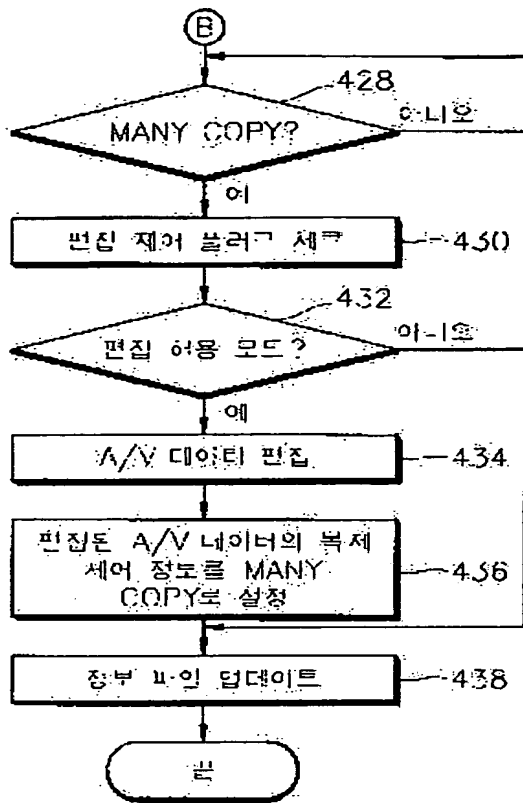 B
428
MANY COPY?
아니오
예
편집 제어 플러그 체크
430
432
편집 허용 모드?
아니오
예
A/V 데이터 편집
434
편집된 A/V 데이터의 복제
제어 정보를 MANY
COPY로 설정
436
정보 파일 업데이트
438
끝